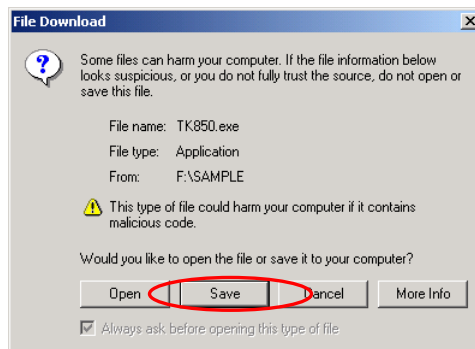 File Download
Some files can harm your computer. If the file information below
looks suspicious, or you do not fully trust the source, do not open or
save this file.
File name: TK850.exe
File type: Application
From: F:\SAMPLE
This type of file could harm your computer if it contains
malicious code.
Would you like to open the file or save it to your computer?
Open Save Cancel More Info
Always ask before opening this type of file